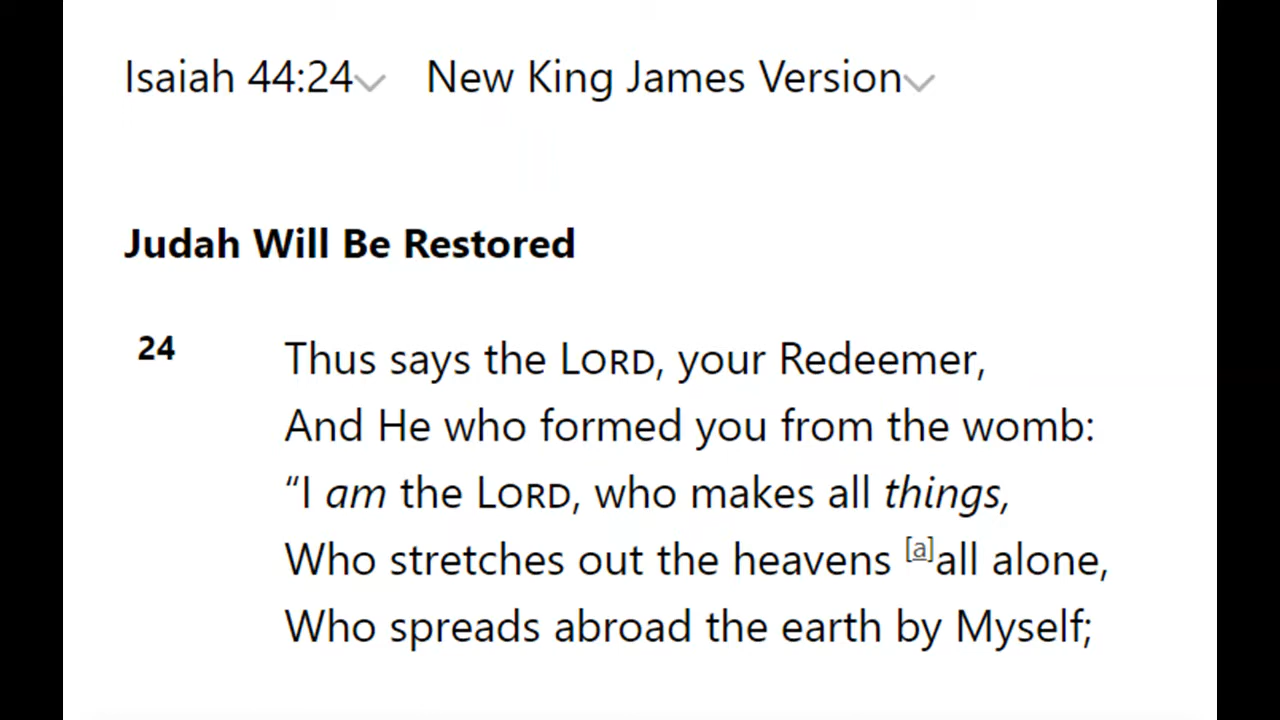 Isaiah 44:24 New King James Version
Judah Will Be Restored
24 Thus says the LORD, your Redeemer,
And He who formed you from the womb:
“I am the LORD, who makes all things,
Who stretches out the heavens [a]all alone,
Who spreads abroad the earth by Myself;